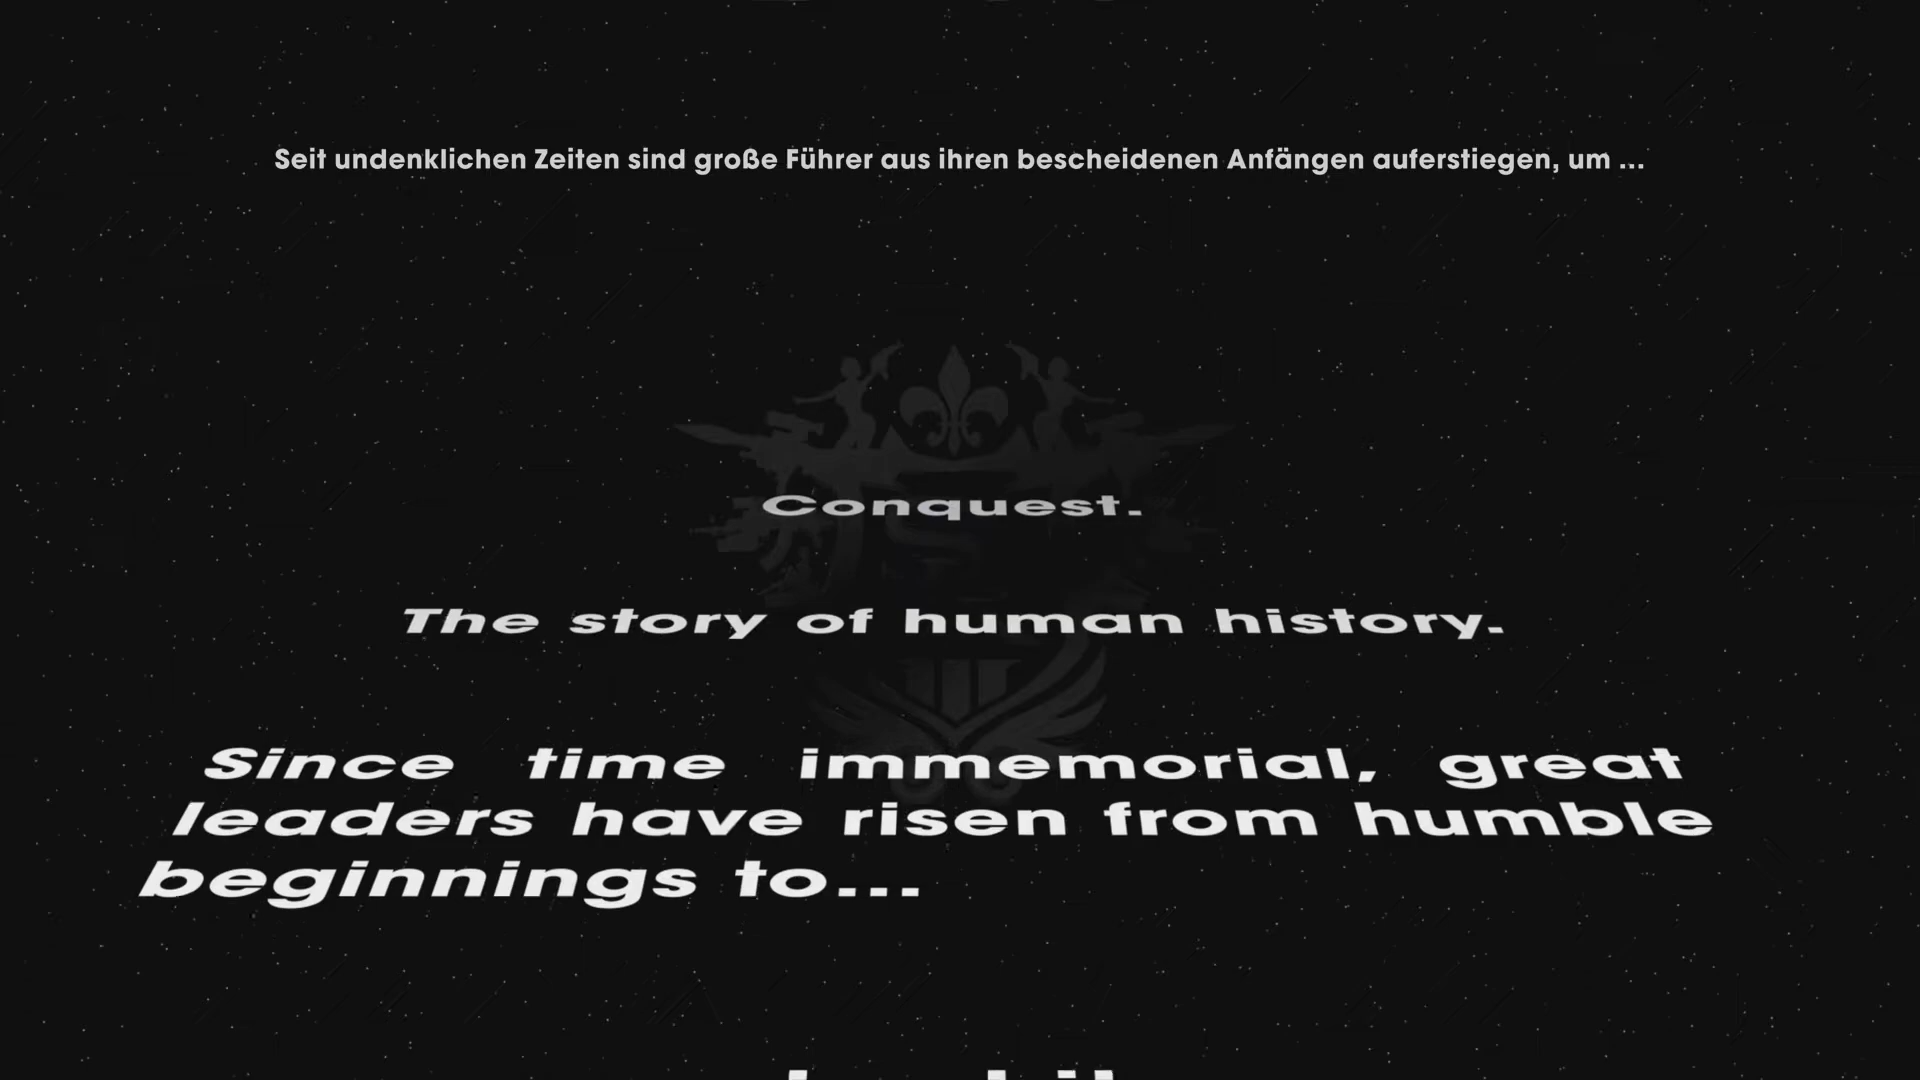 Seit undenklichen Zeiten sind große Führer aus ihren bescheidenen Anfängen auferstiegen, um ...
Conquest.
The story of human history.
Since time immemorial, great
leaders have risen from humble
beginnings to...